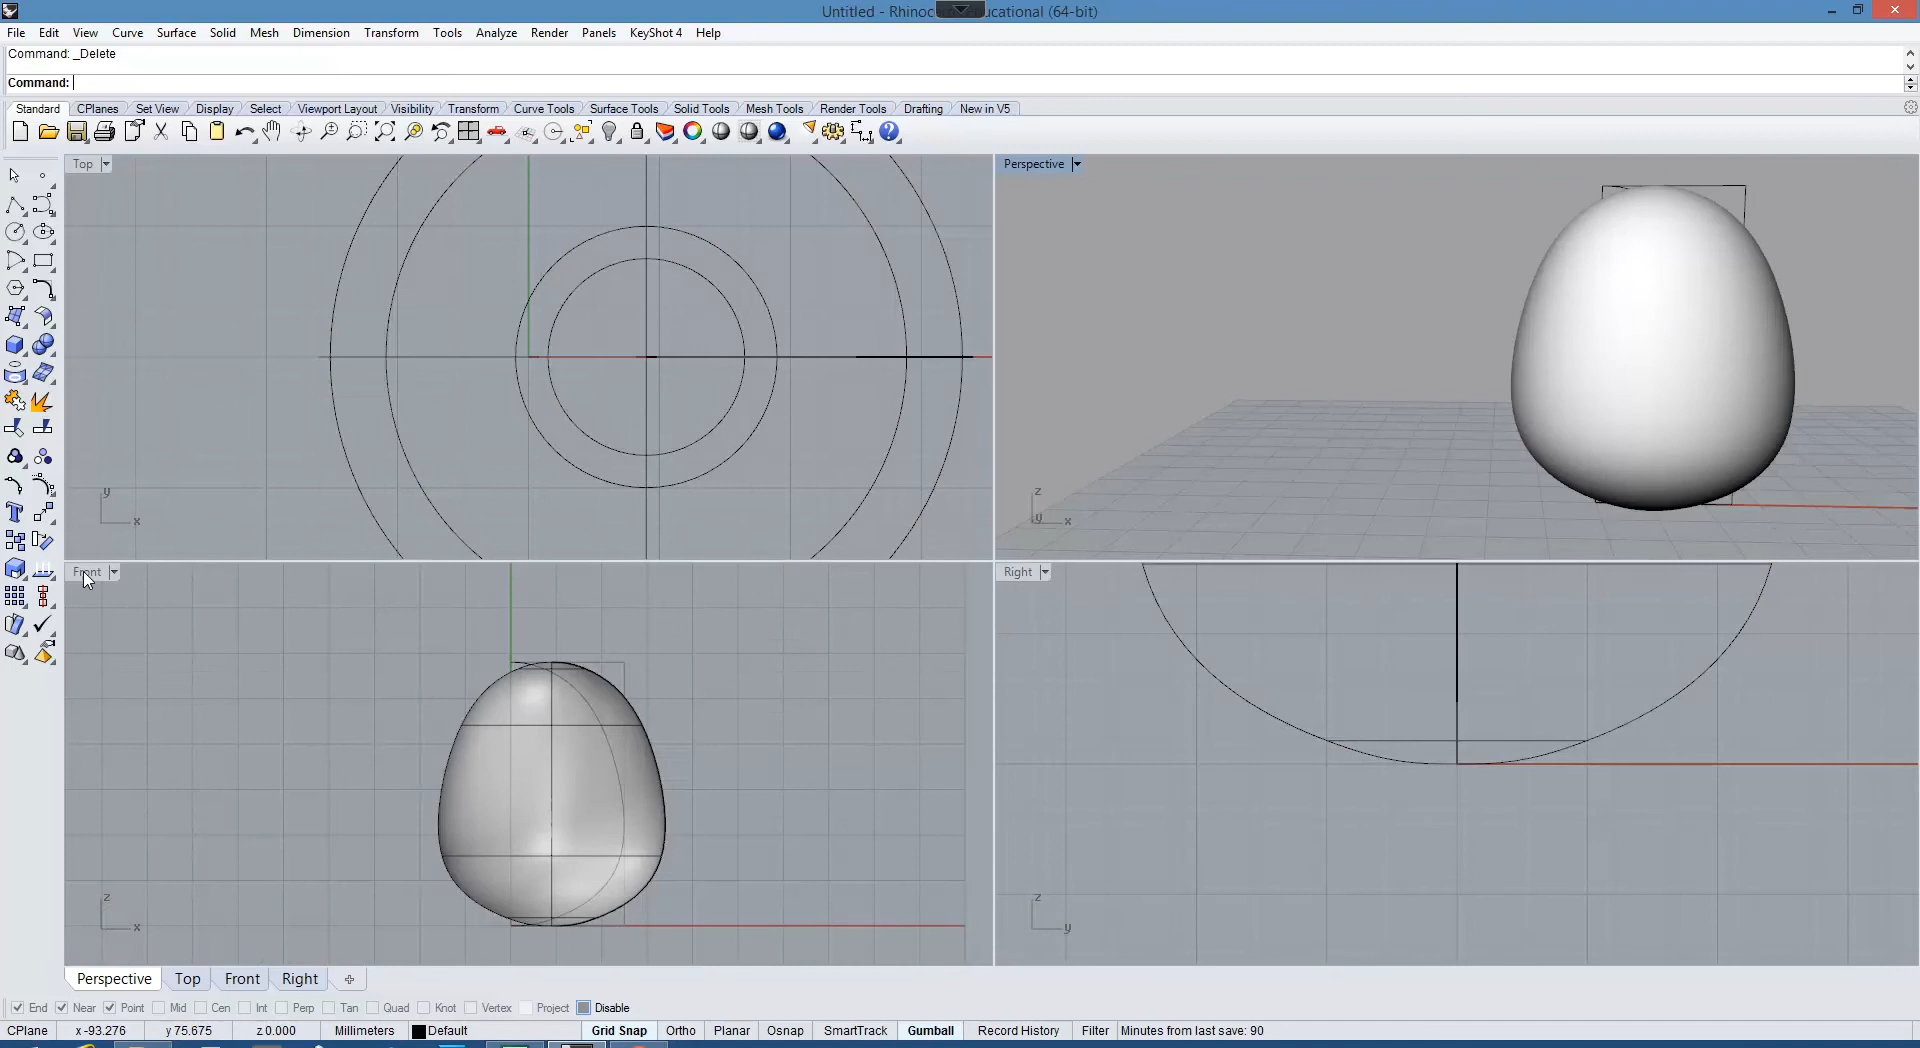 Untitled - Rhinoceros Educational (64-bit)
File Edit View Curve Surface Solid Mesh Dimension Transform Tools Analyze Render Panels KeyShot 4 Help
Command: _Delete
Command:
Standard CPlanes Set View Display Select Viewport Layout Visibility Transform Curve Tools Surface Tools Solid Tools Mesh Tools Render Tools Drafting New in V5
Top
Perspective
y
x
z
y
x
Front
Right
z
x
z
y
Perspective Top Front Right
End Near Point Mid Cen Int Perp Tan Quad Knot Vertex Project Disable
CPlane x -93.276 y 75.675 z 0.000 Millimeters Default Grid Snap Ortho Planar Osnap SmartTrack Gumball Record History Filter Minutes from last save: 90